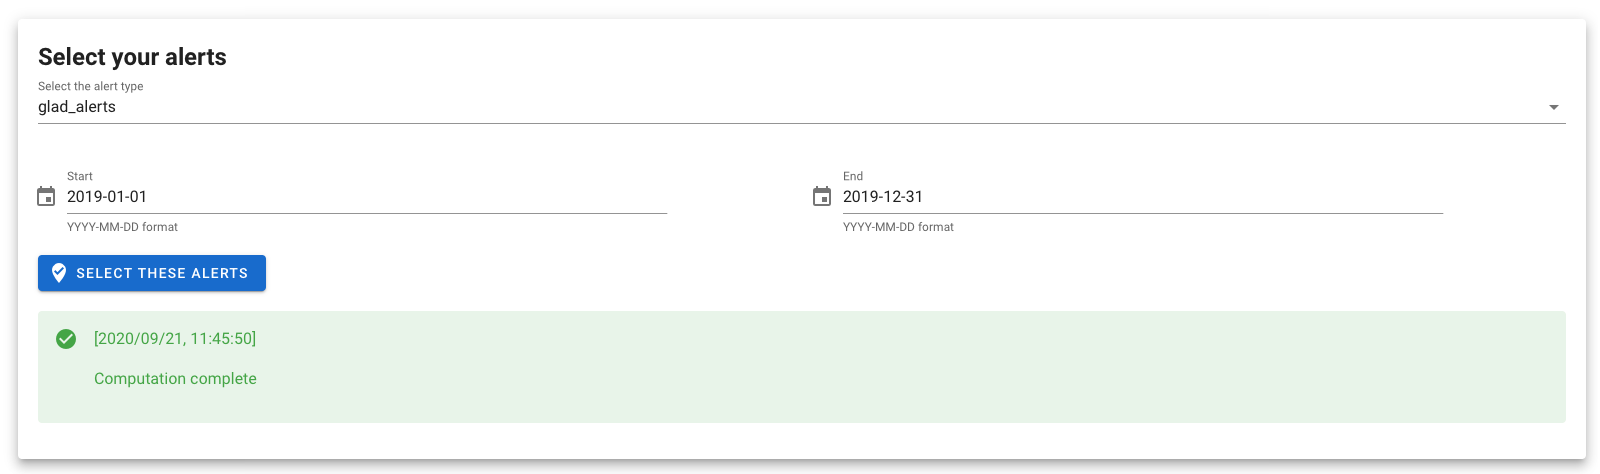 Select your alerts
Select the alert type
glad_alerts
Start
End
2019-01-01
2019-12-31
YYYY-MM-DD format
YYYY-MM-DD format
SELECT THESE ALERTS
[2020/09/21, 11:45:50]
Computation complete